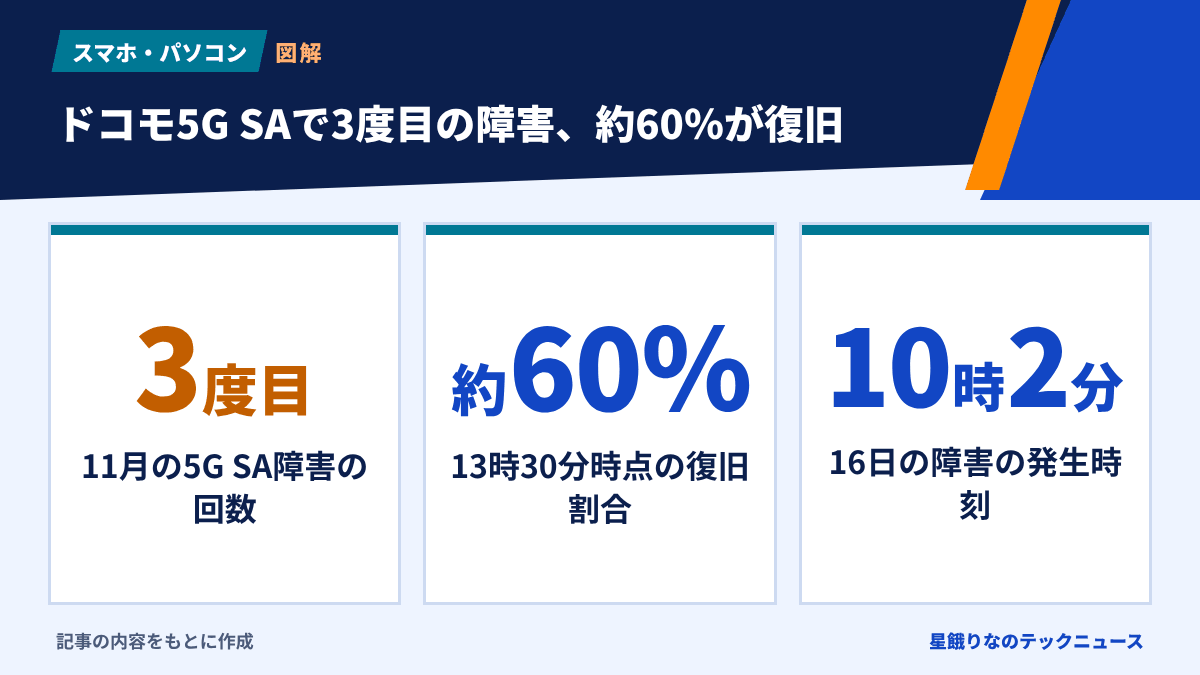 スマホ・パソコン 図解
ドコモ5G SAで3度目の障害、約60%が復旧
3度目
11月の5G SA障害の
回数
約60%
13時30分時点の復旧
割合
10時2分
16日の障害の発生時
刻
記事の内容をもとに作成
星餓りなのテックニュース